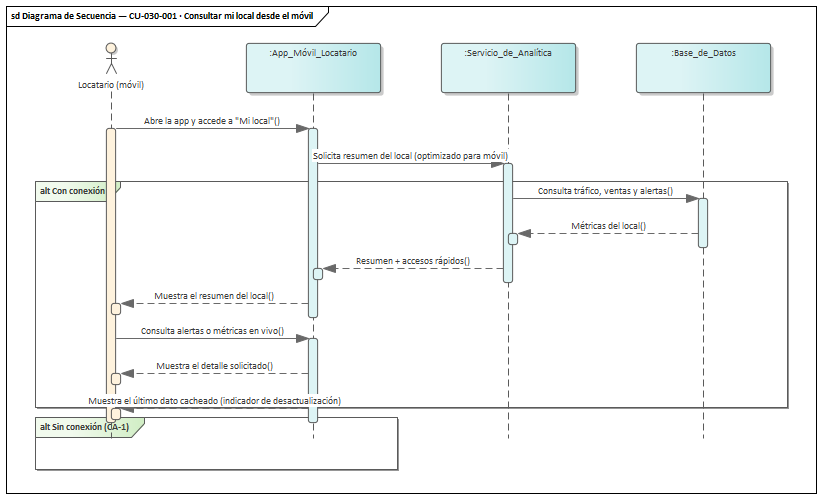 sd Diagrama de Secuencia — CU-030-001 · Consultar mi local desde el móvil
:App_Móvil_Locatario
:Servicio_de_Analítica
:Base_de_Datos
Locatario (móvil)
Abre la app y accede a "Mi local"()
Solicita resumen del local (optimizado para móvil)
alt Con conexión
Consulta tráfico, ventas y alertas()
Métricas del local()
Resumen + accesos rápidos()
Muestra el resumen del local()
Consulta alertas o métricas en vivo()
Muestra el detalle solicitado()
Muestra el último dato cacheado (indicador de desactualización)
alt Sin conexión (CA-1)